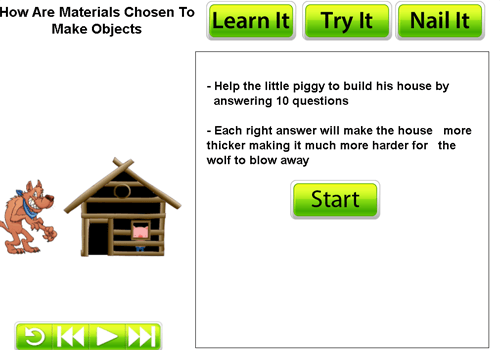 How Are Materials Chosen To
Make Objects
Learn It
Try It
Nail It
- Help the little piggy to build his house by
answering 10 questions
- Each right answer will make the house more
thicker making it much more harder for the
wolf to blow away
Start